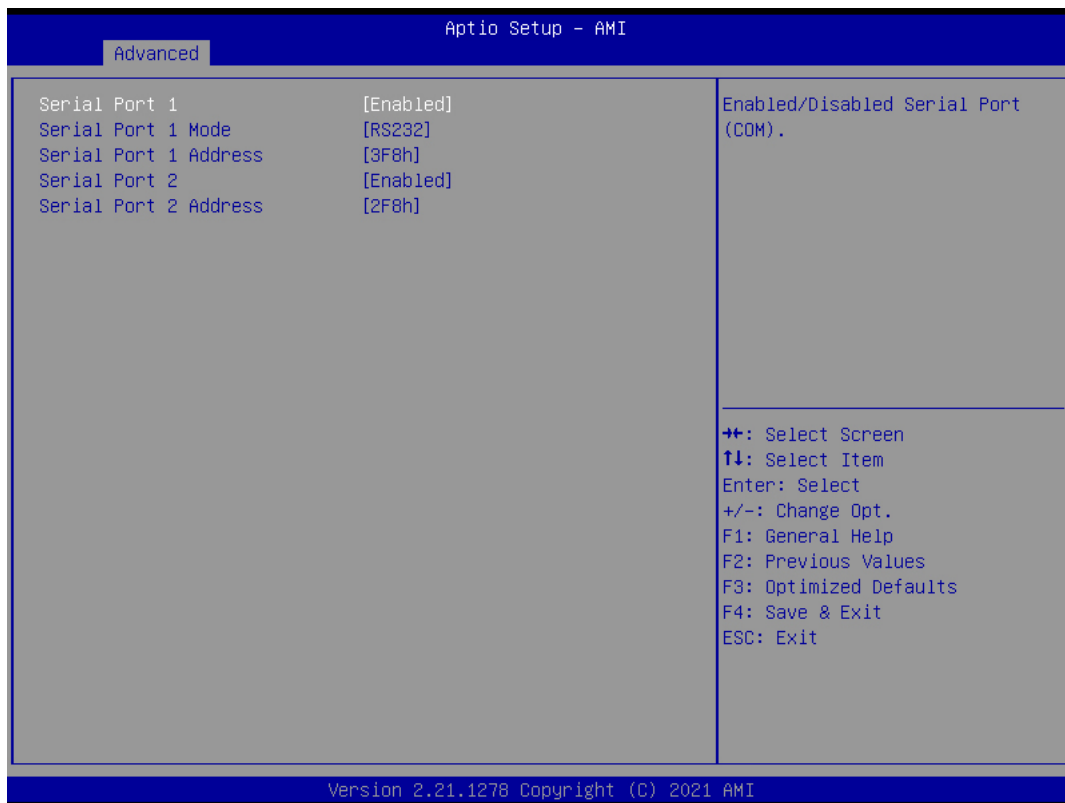 Aptio Setup - AMI
Advanced
Serial Port 1 [Enabled]
Serial Port 1 Mode [RS232]
Serial Port 1 Address [3F8h]
Serial Port 2 [Enabled]
Serial Port 2 Address [2F8h]
Enabled/Disabled Serial Port
(COM).
→←: Select Screen
↑↓: Select Item
Enter: Select
+/-: Change Opt.
F1: General Help
F2: Previous Values
F3: Optimized Defaults
F4: Save & Exit
ESC: Exit
Version 2.21.1278 Copyright (C) 2021 AMI